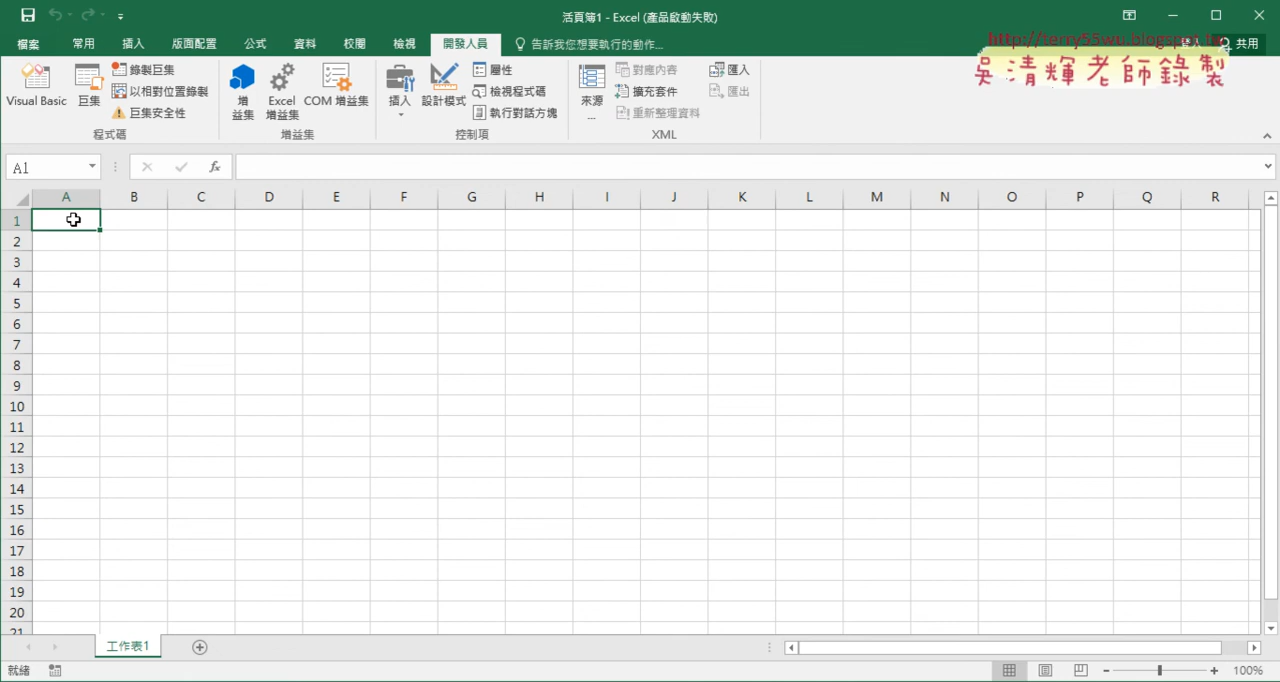 活頁簿1 - Excel (產品啟動失敗)
http://terry55wu.blogspot.tw
吳清輝老師錄製
檔案 常用 插入 版面配置 公式 資料 校閱 檢視 開發人員 告訴我您想要執行的動作... 登入 共用
Visual Basic 巨集 錄製巨集 以相對位置錄製 巨集安全性
程式碼
增益集 Excel 增益集 COM 增益集
增益集
插入 設計模式 屬性 檢視程式碼 執行對話方塊
控制項
來源... 對應內容 擴充套件 重新整理資料 匯入 匯出
XML
A1 fx
A B C D E F G H I J K L M N O P Q R
1
2
3
4
5
6
7
8
9
10
11
12
13
14
15
16
17
18
19
20
21
工作表1
就緒 100%